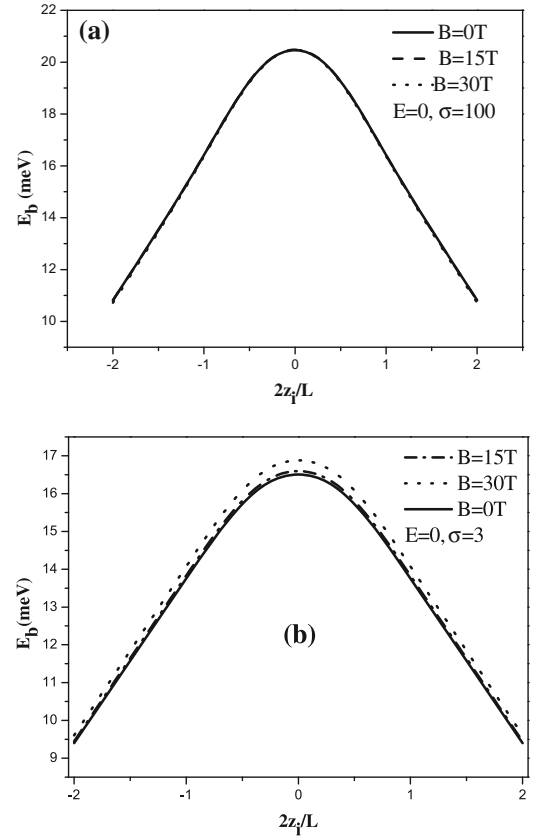 (a)
B=0T
B=15T
B=30T
E=0, σ=100
22
20
18
16
14
12
10
E_b (meV)
-2
-1
0
1
2
2z_i/L
B=15T
B=30T
B=0T
E=0, σ=3
17
16
15
14
13
12
11
10
9
E_b(meV)
(b)
-2
-1
0
1
2
2z_i/L